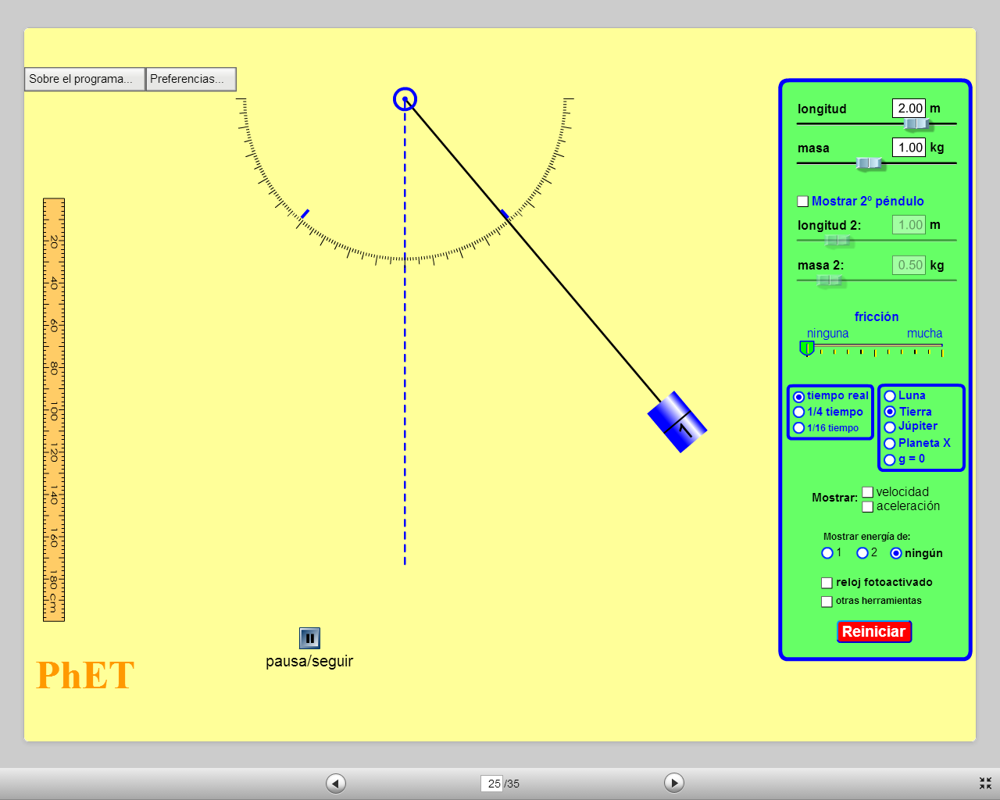 Sobre el programa...
Preferencias...
longitud 2.00 m
masa 1.00 kg
Mostrar 2º péndulo
longitud 2: 1.00 m
masa 2: 0.50 kg
fricción
ninguna mucha
tiempo real
1/4 tiempo
1/16 tiempo
Luna
Tierra
Júpiter
Planeta X
g = 0
Mostrar: velocidad
aceleración
Mostrar energía de:
1 2 ningún
reloj fotoactivado
otras herramientas
Reiniciar
20
40
60
80
100
120
140
160
180 cm
1
pausa/seguir
PhET
25 /35